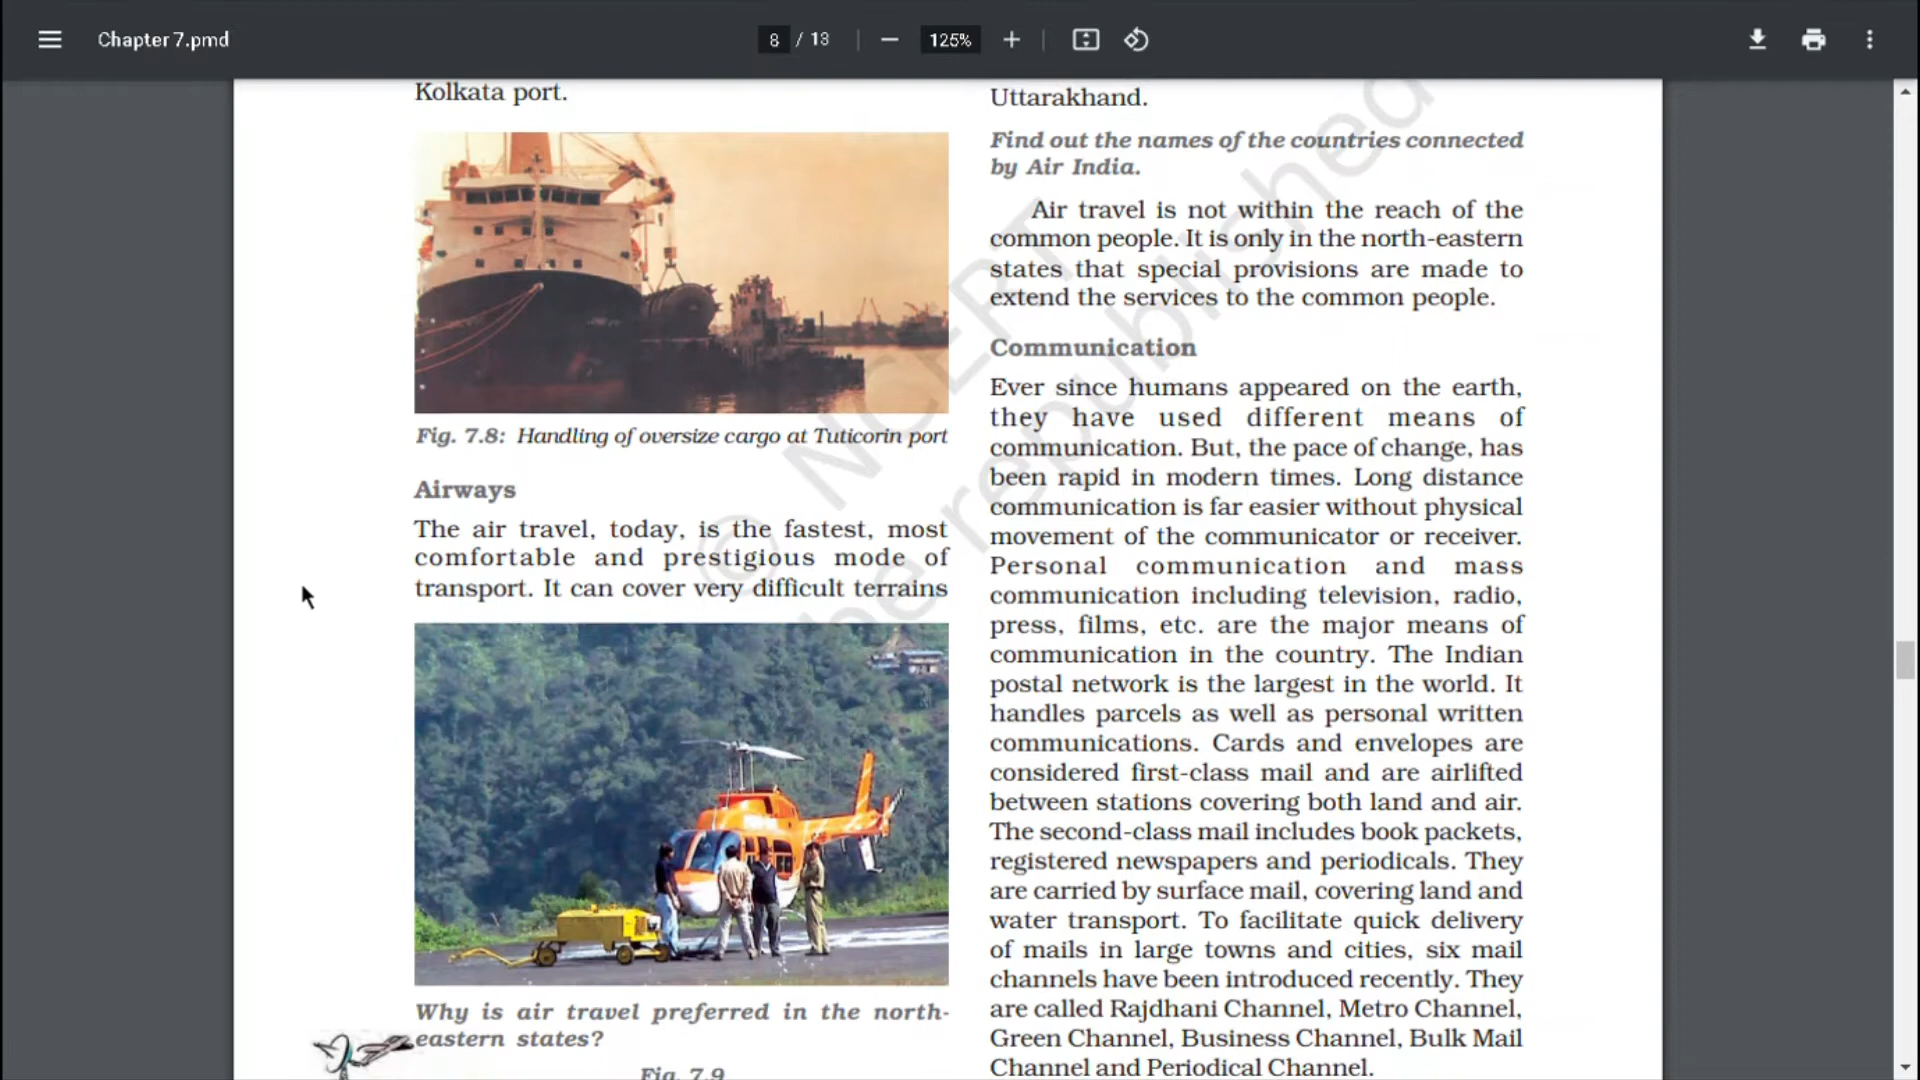 Chapter 7.pmd
8 / 13
125%
Kolkata port.
Fig. 7.8: Handling of oversize cargo at Tuticorin port
Airways
The air travel, today, is the fastest, most
comfortable and prestigious mode of
transport. It can cover very difficult terrains
Why is air travel preferred in the north-
eastern states?
Fig. 7.9
Uttarakhand.
Find out the names of the countries connected
by Air India.
Air travel is not within the reach of the
common people. It is only in the north-eastern
states that special provisions are made to
extend the services to the common people.
Communication
Ever since humans appeared on the earth,
they have used different means of
communication. But, the pace of change, has
been rapid in modern times. Long distance
communication is far easier without physical
movement of the communicator or receiver.
Personal communication and mass
communication including television, radio,
press, films, etc. are the major means of
communication in the country. The Indian
postal network is the largest in the world. It
handles parcels as well as personal written
communications. Cards and envelopes are
considered first-class mail and are airlifted
between stations covering both land and air.
The second-class mail includes book packets,
registered newspapers and periodicals. They
are carried by surface mail, covering land and
water transport. To facilitate quick delivery
of mails in large towns and cities, six mail
channels have been introduced recently. They
are called Rajdhani Channel, Metro Channel,
Green Channel, Business Channel, Bulk Mail
Channel and Periodical Channel.
© NCERT
be republished